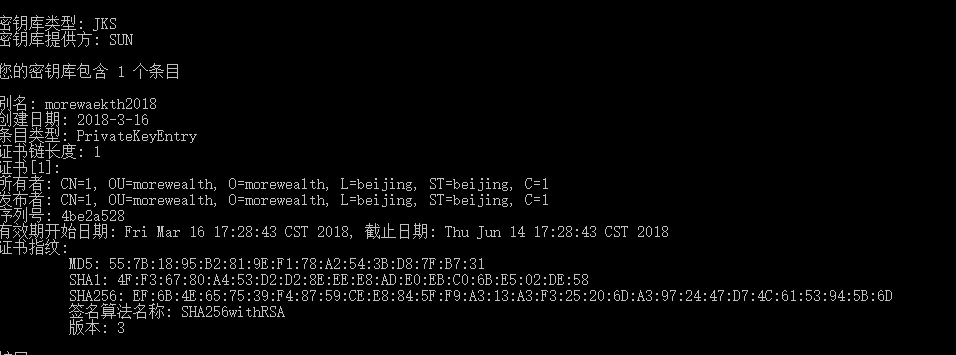 密钥库类型: JKS
密钥库提供方: SUN
您的密钥库包含 1 个条目
别名: morewaekth2018
创建日期: 2018-3-16
条目类型: PrivateKeyEntry
证书链长度: 1
证书[1]:
所有者: CN=1, OU=morewealth, O=morewealth, L=beijing, ST=beijing, C=1
发布者: CN=1, OU=morewealth, O=morewealth, L=beijing, ST=beijing, C=1
序列号: 4be2a528
有效期开始日期: Fri Mar 16 17:28:43 CST 2018, 截止日期: Thu Jun 14 17:28:43 CST 2018
证书指纹:
MD5: 55:7B:18:95:B2:81:9E:F1:78:A2:54:3B:D8:7F:B7:31
SHA1: 4F:F3:67:80:A4:53:D2:D2:8E:EE:E8:AD:E0:EB:C0:6B:E5:02:DE:58
SHA256: EF:6B:4E:65:75:39:F4:87:59:CE:E8:84:5F:F9:A3:13:A3:F3:25:20:6D:A3:97:24:47:D7:4C:61:53:94:5B:6D
签名算法名称: SHA256withRSA
版本: 3